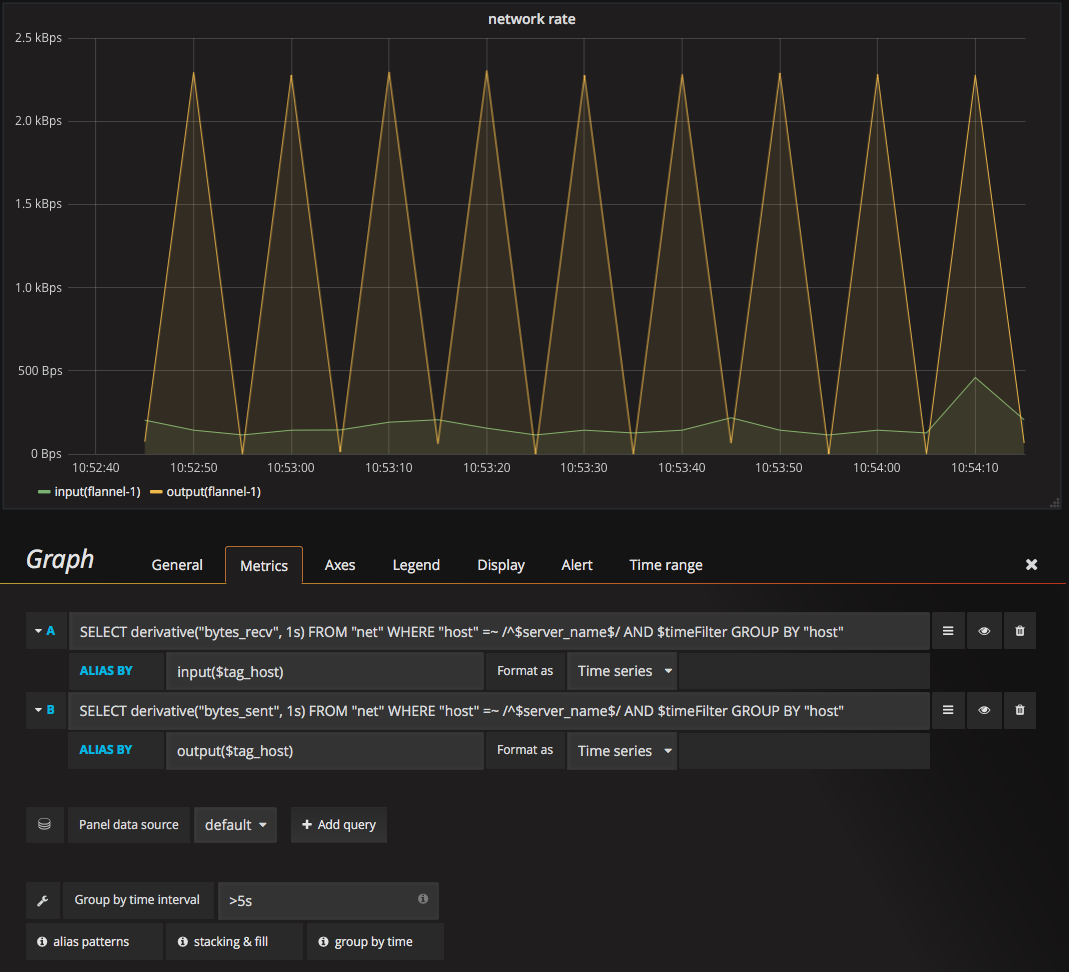 network rate
2.5 kBps
2.0 kBps
1.5 kBps
1.0 kBps
500 Bps
0 Bps
10:52:40 10:52:50 10:53:00 10:53:10 10:53:20 10:53:30 10:53:40 10:53:50 10:54:00 10:54:10
input(flannel-1) output(flannel-1)
Graph General Metrics Axes Legend Display Alert Time range
A SELECT derivative("bytes_recv", 1s) FROM "net" WHERE "host" =~ /^$server_name$/ AND $timeFilter GROUP BY "host"
ALIAS BY input($tag_host) Format as Time series
B SELECT derivative("bytes_sent", 1s) FROM "net" WHERE "host" =~ /^$server_name$/ AND $timeFilter GROUP BY "host"
ALIAS BY output($tag_host) Format as Time series
Panel data source default + Add query
Group by time interval >5s
alias patterns stacking & fill group by time